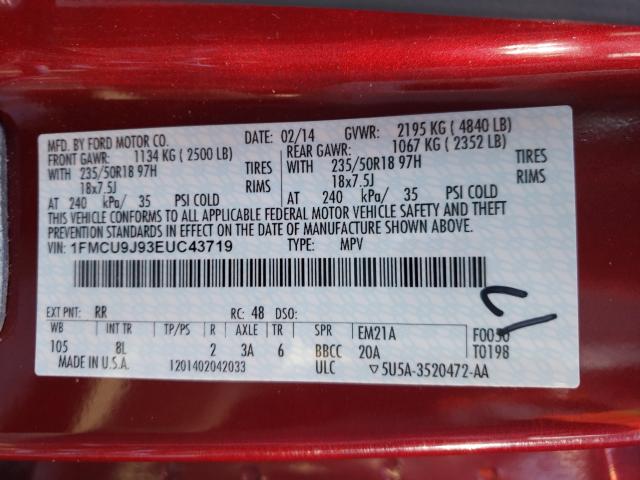 MFD. BY FORD MOTOR CO. DATE: 02/14 GVWR: 2195 KG ( 4840 LB)
FRONT GAWR: 1134 KG ( 2500 LB) REAR GAWR: 1067 KG ( 2352 LB)
WITH 235/50R18 97H TIRES WITH 235/50R18 97H TIRES
18x7.5J RIMS 18x7.5J RIMS
AT 240 kPa/ 35 PSI COLD AT 240 kPa/ 35 PSI COLD
THIS VEHICLE CONFORMS TO ALL APPLICABLE FEDERAL MOTOR VEHICLE SAFETY AND THEFT
PREVENTION STANDARDS IN EFFECT ON THE DATE OF MANUFACTURE SHOWN ABOVE.
VIN: 1FMCU9J93EUC43719 TYPE: MPV
EXT PNT: RR RC: 48 DSO:
WB INT TR TP/PS R AXLE TR SPR EM21A F0050
105 8L 2 3A 6 BBCC 20A T0198
MADE IN U.S.A. 1201402042033 ULC ▽5U5A-3520472-AA